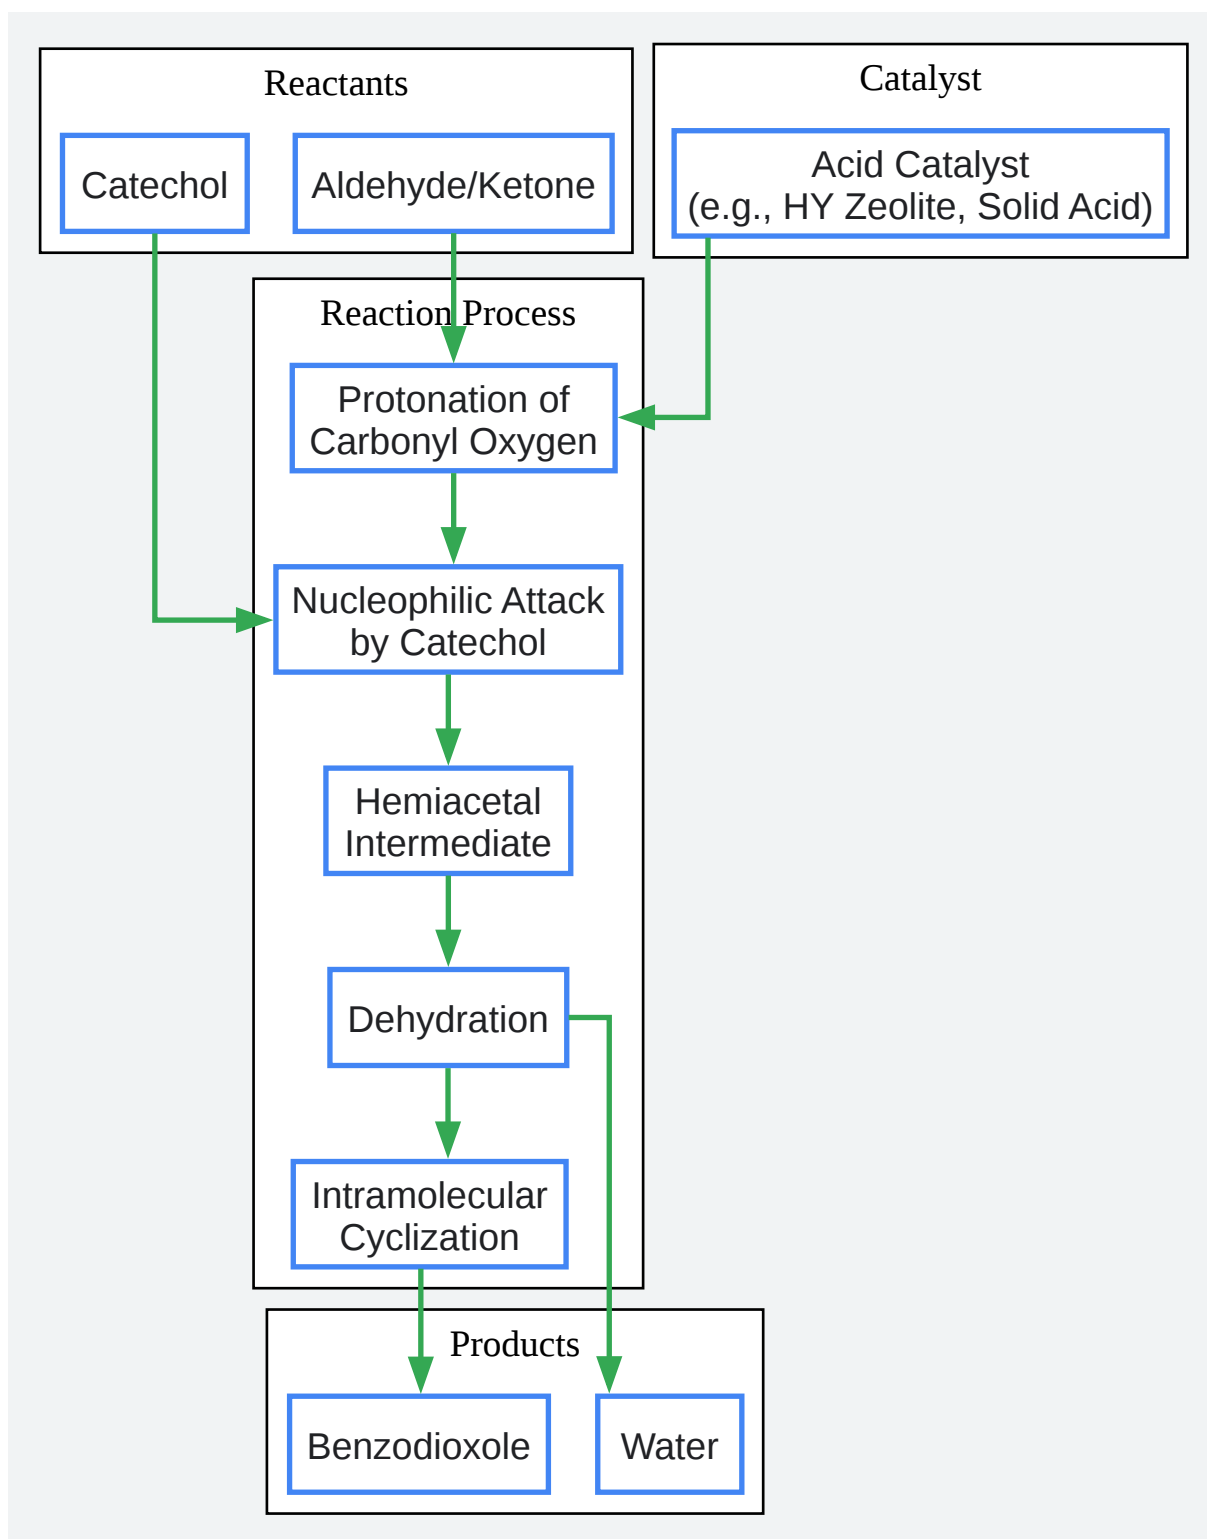 Reactants
Catechol
Aldehyde/Ketone
Catalyst
Acid Catalyst
(e.g., HY Zeolite, Solid Acid)
Reaction Process
Protonation of
Carbonyl Oxygen
Nucleophilic Attack
by Catechol
Hemiacetal
Intermediate
Dehydration
Intramolecular
Cyclization
Products
Benzodioxole
Water